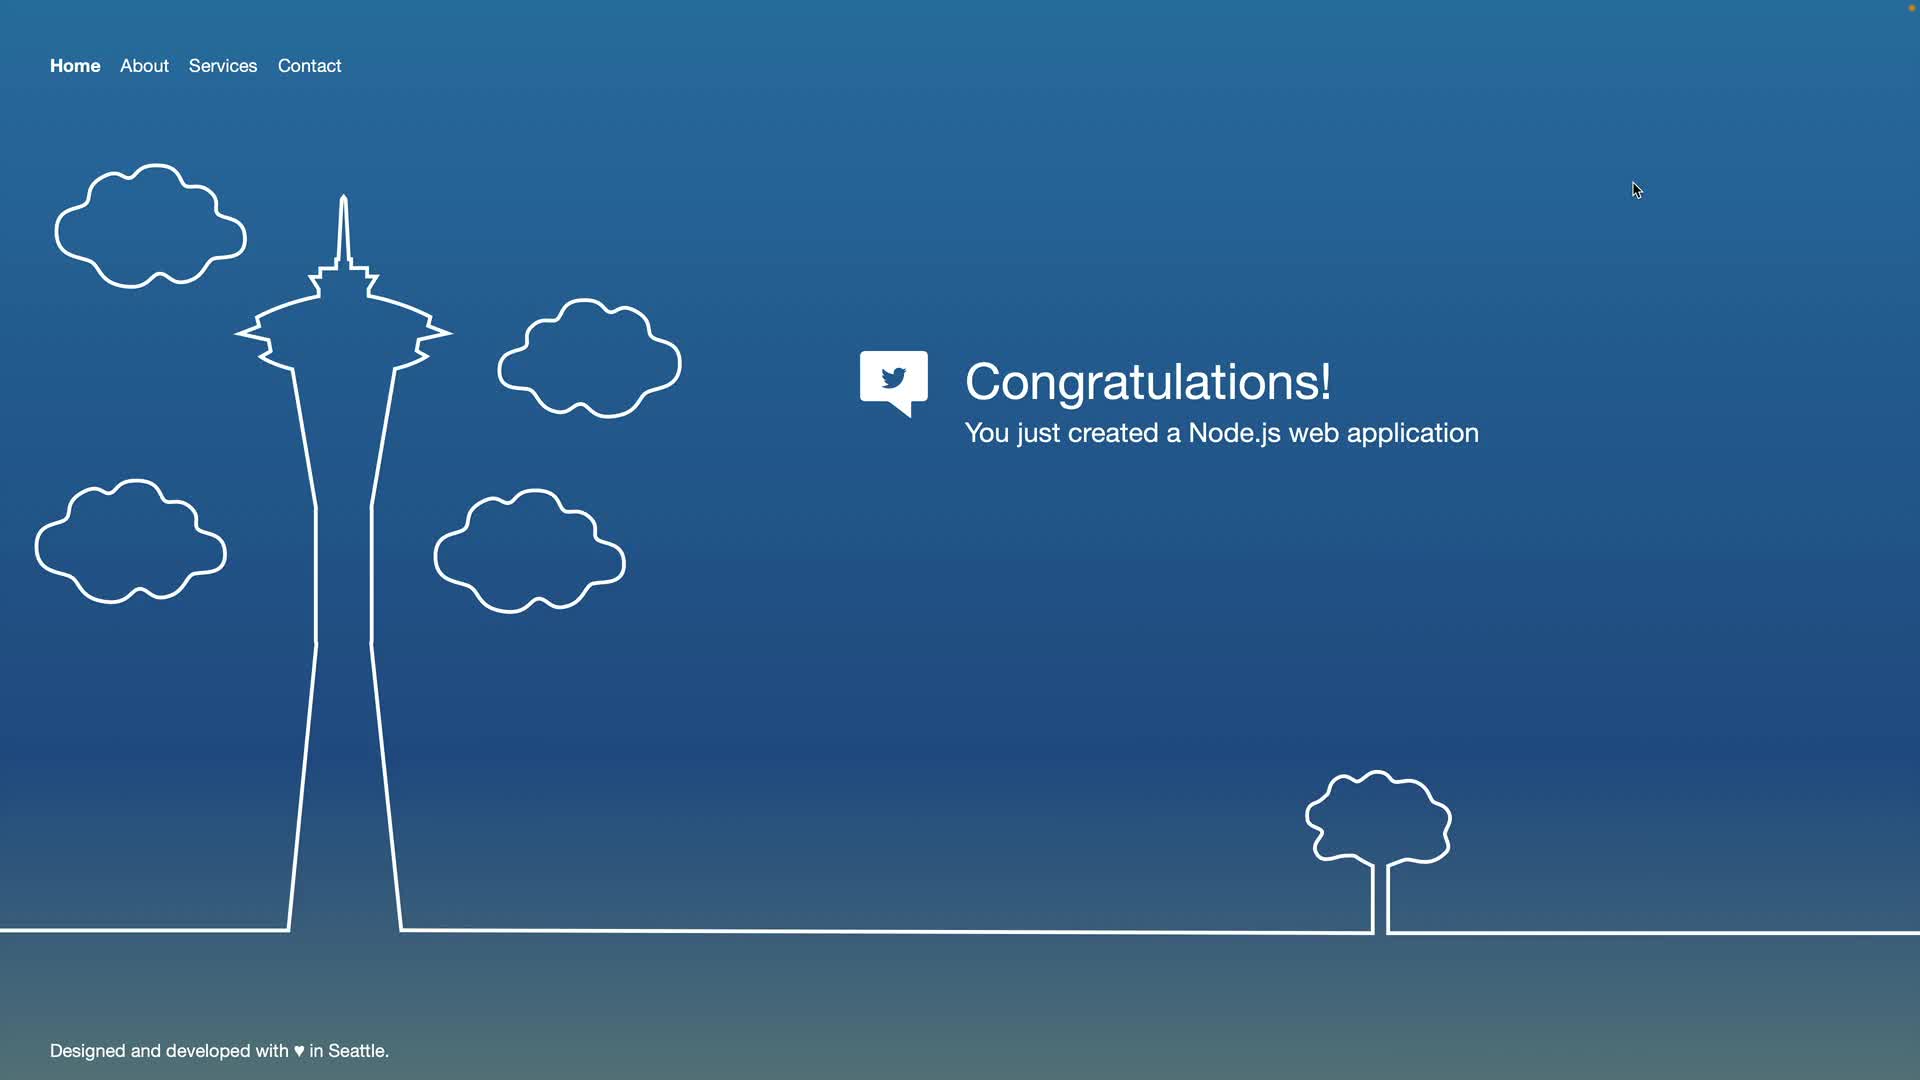 Home About Services Contact
Congratulations!
You just created a Node.js web application
Designed and developed with ♥ in Seattle.